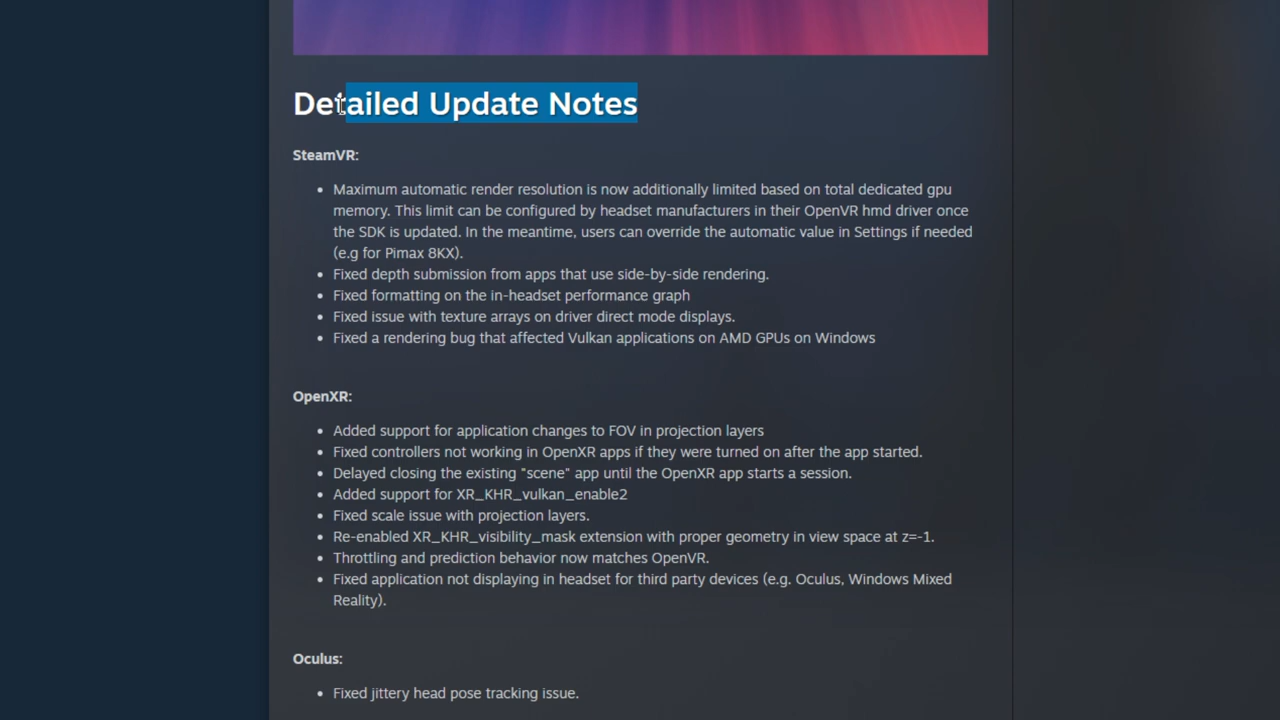 Detailed Update Notes
SteamVR:
• Maximum automatic render resolution is now additionally limited based on total dedicated gpu
memory. This limit can be configured by headset manufacturers in their OpenVR hmd driver once
the SDK is updated. In the meantime, users can override the automatic value in Settings if needed
(e.g for Pimax 8KX).
• Fixed depth submission from apps that use side-by-side rendering.
• Fixed formatting on the in-headset performance graph
• Fixed issue with texture arrays on driver direct mode displays.
• Fixed a rendering bug that affected Vulkan applications on AMD GPUs on Windows
OpenXR:
• Added support for application changes to FOV in projection layers
• Fixed controllers not working in OpenXR apps if they were turned on after the app started.
• Delayed closing the existing "scene" app until the OpenXR app starts a session.
• Added support for XR_KHR_vulkan_enable2
• Fixed scale issue with projection layers.
• Re-enabled XR_KHR_visibility_mask extension with proper geometry in view space at z=-1.
• Throttling and prediction behavior now matches OpenVR.
• Fixed application not displaying in headset for third party devices (e.g. Oculus, Windows Mixed
Reality).
Oculus:
• Fixed jittery head pose tracking issue.